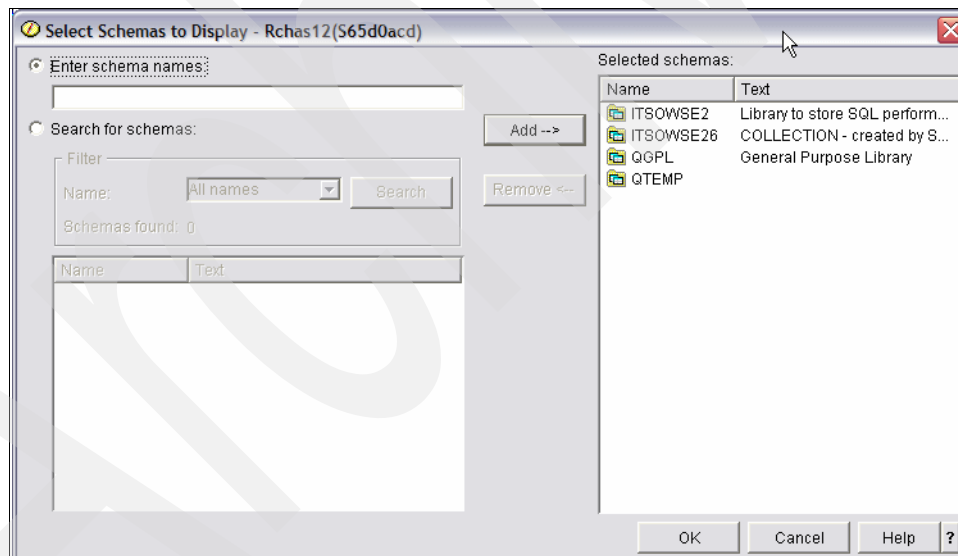 Select Schemas to Display - Rchas12(S65d0acd)
Enter schema names:
Search for schemas:
Filter
Name: All names Search
Schemas found: 0
Name Text
Add -->
Remove <--
Selected schemas:
Name Text
ITSOWSE2 Library to store SQL perform...
ITSOWSE26 COLLECTION - created by S...
QGPL General Purpose Library
QTEMP
OK Cancel Help ?